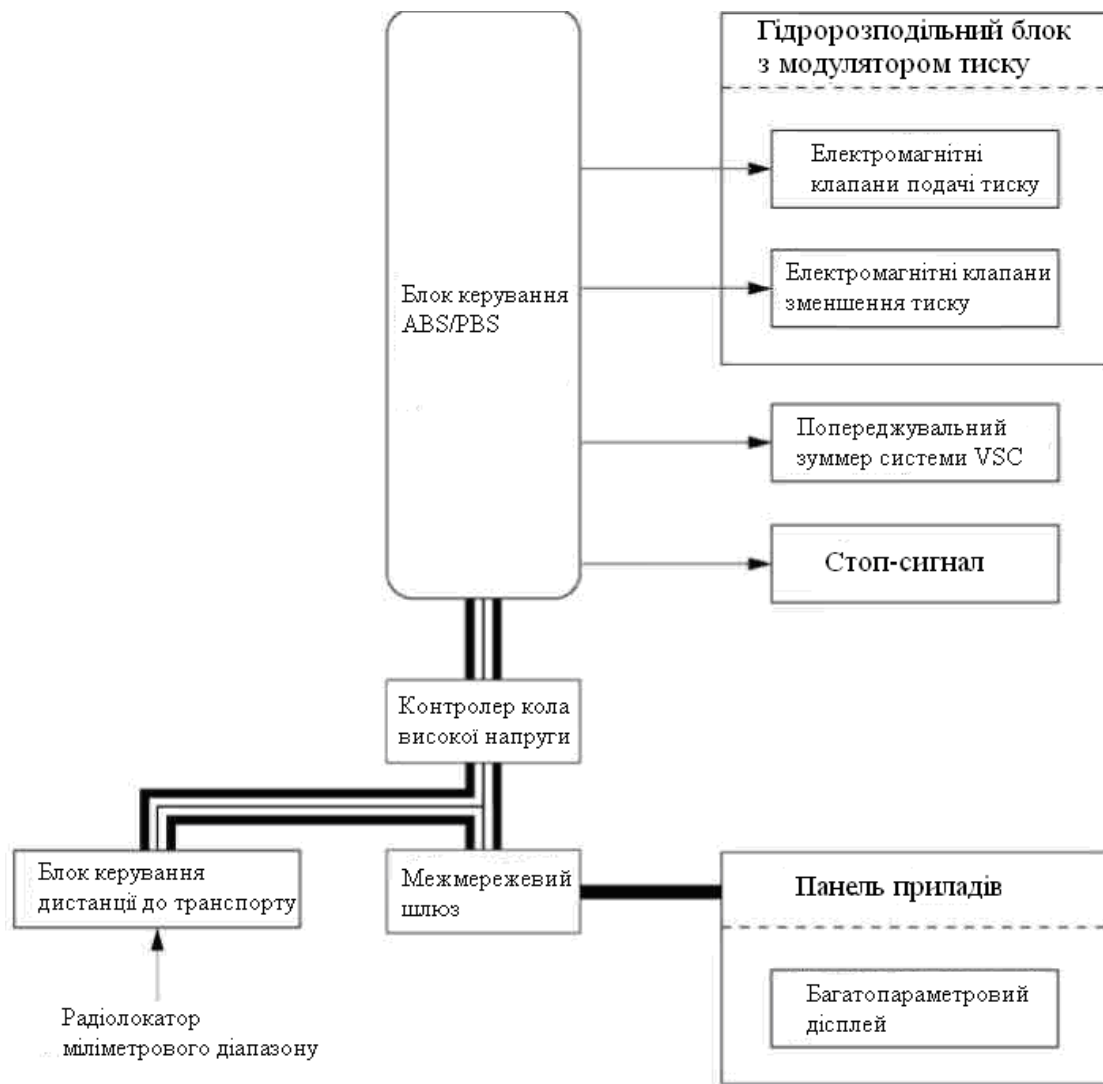 Гідророзподільний блок
з модулятором тиску
Електромагнітні
клапани подачі тиску
Електромагнітні клапани
зменшення тиску
Блок керування
ABS/PBS
Попереджувальний
зуммер системи VSC
Стоп-сигнал
Контролер кола
високої напруги
Блок керування
дистанції до транспорту
Межмережевий
шлюз
Панель приладів
Багатопараметровий
дісплей
Радіолокатор
міліметрового діапазону